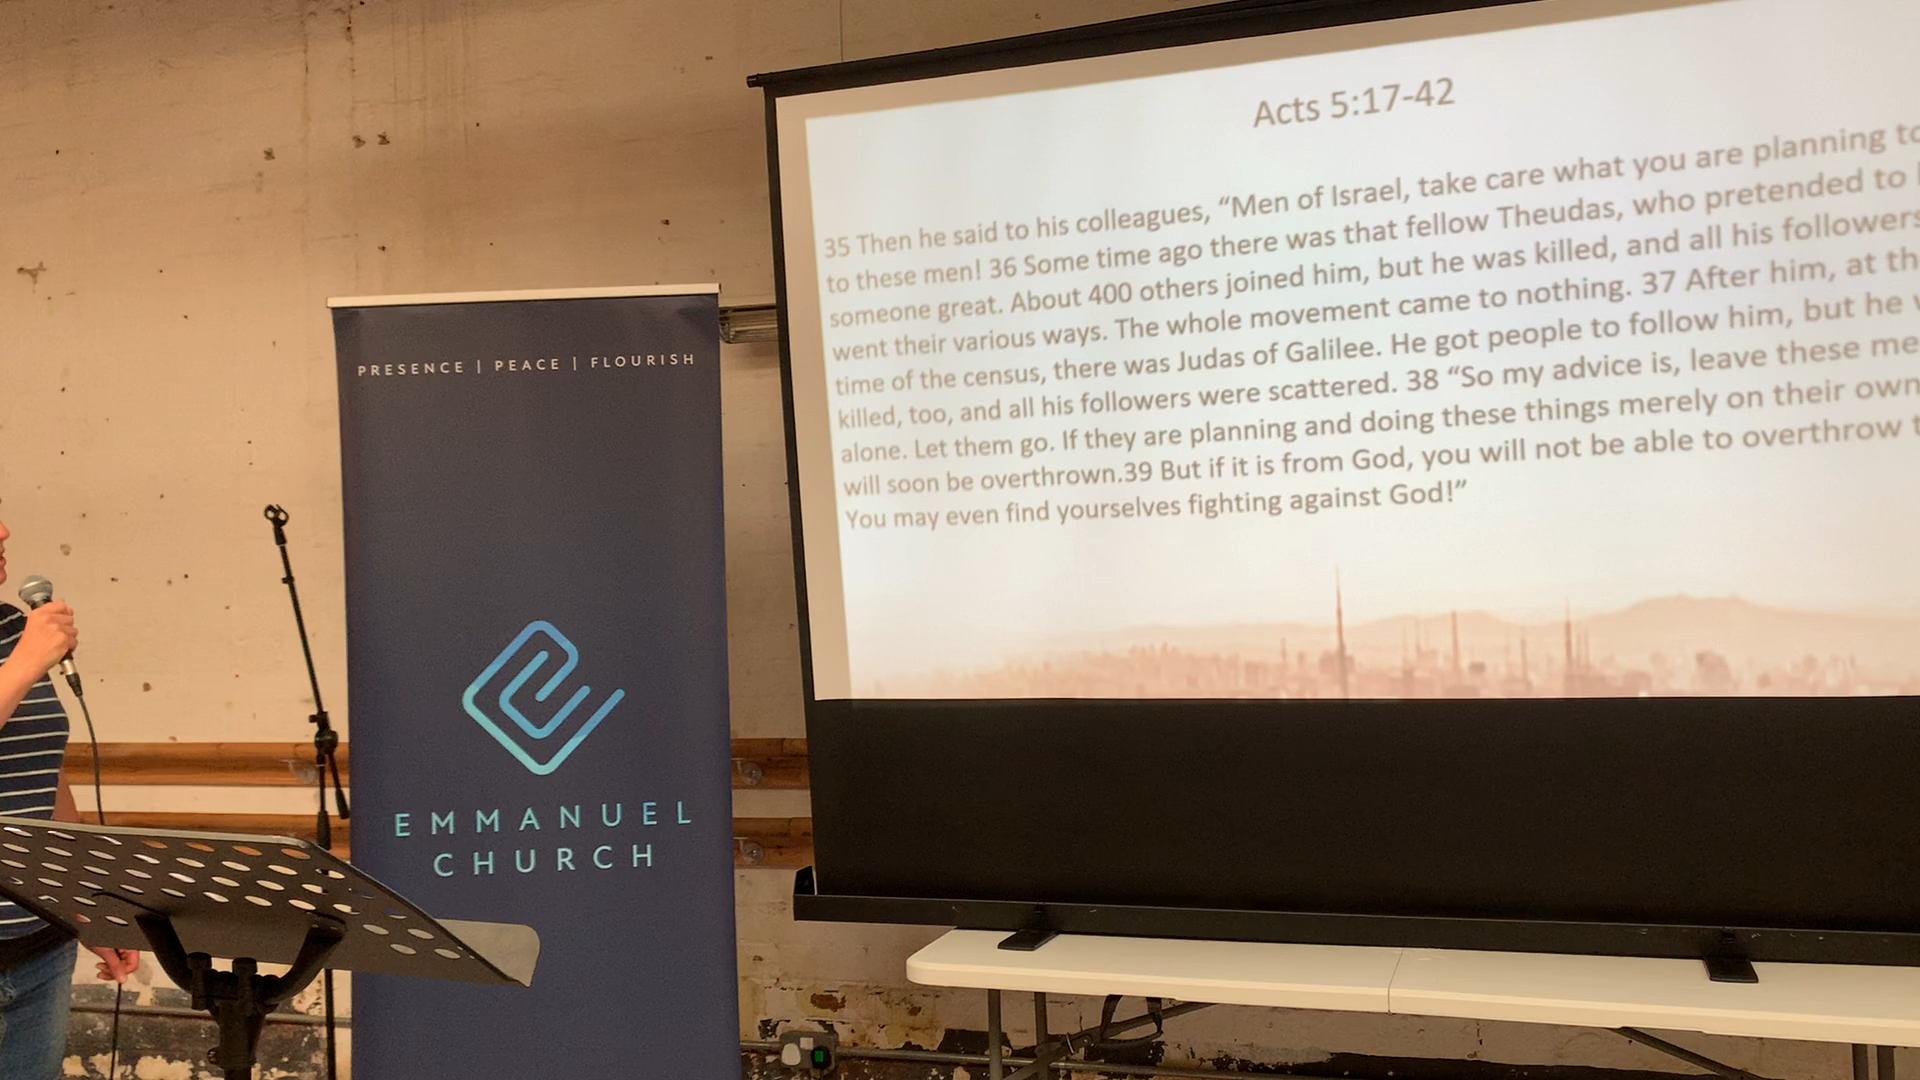 PRESENCE | PEACE | FLOURISH
EMMANUEL
CHURCH
Acts 5:17-42
35 Then he said to his colleagues, “Men of Israel, take care what you are planning to
to these men! 36 Some time ago there was that fellow Theudas, who pretended to
someone great. About 400 others joined him, but he was killed, and all his followers
went their various ways. The whole movement came to nothing. 37 After him, at
time of the census, there was Judas of Galilee. He got people to follow him, but he
killed, too, and all his followers were scattered. 38 “So my advice is, leave these
alone. Let them go. If they are planning and doing these things merely on their own
will soon be overthrown.39 But if it is from God, you will not be able to overthrow
You may even find yourselves fighting against God!”